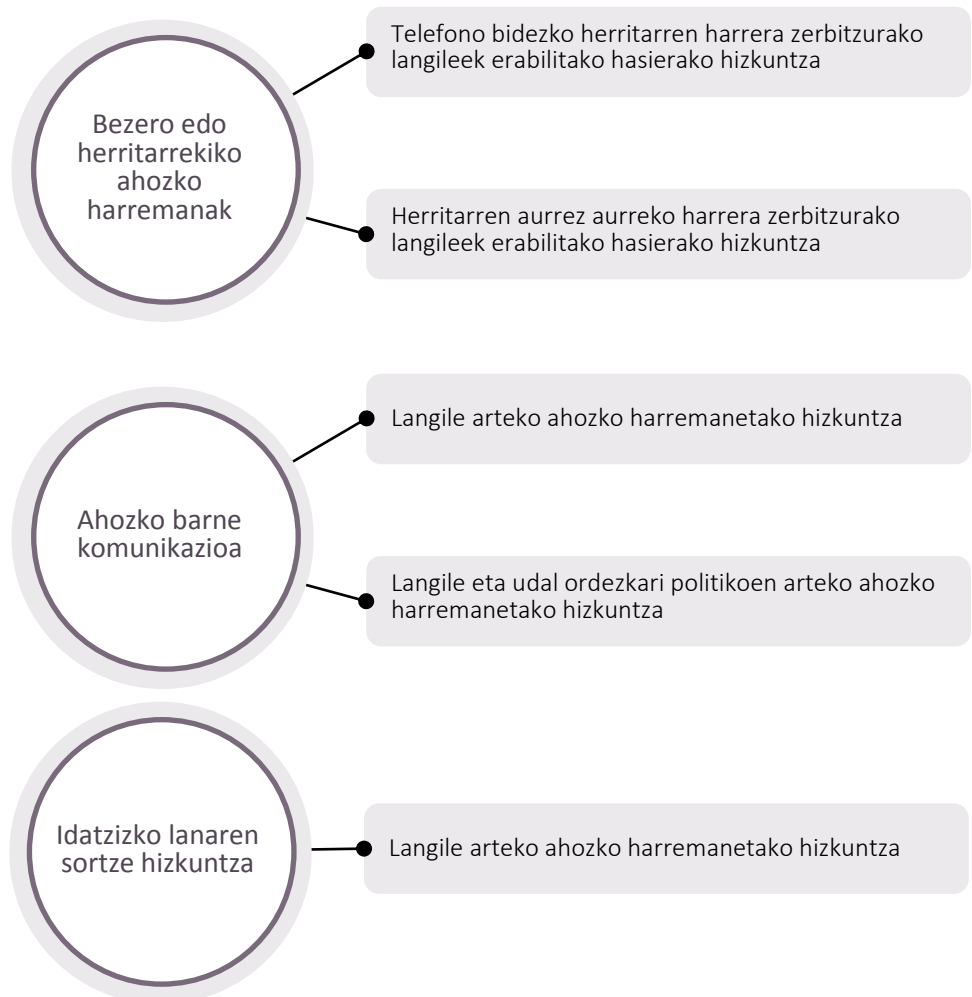 Bezero edo
herritarrekiko
ahozko
harremanak
Telefono bidezko herritarren harrera zerbitzurako
langileek erabilitako hasierako hizkuntza
Herritarren aurrez aurreko harrera zerbitzurako
langileek erabilitako hasierako hizkuntza
Ahozko barne
komunikazioa
Langile arteko ahozko harremanetako hizkuntza
Langile eta udal ordezkari politikoen arteko ahozko
harremanetako hizkuntza
Idatzizko lanaren
sortze hizkuntza
Langile arteko ahozko harremanetako hizkuntza